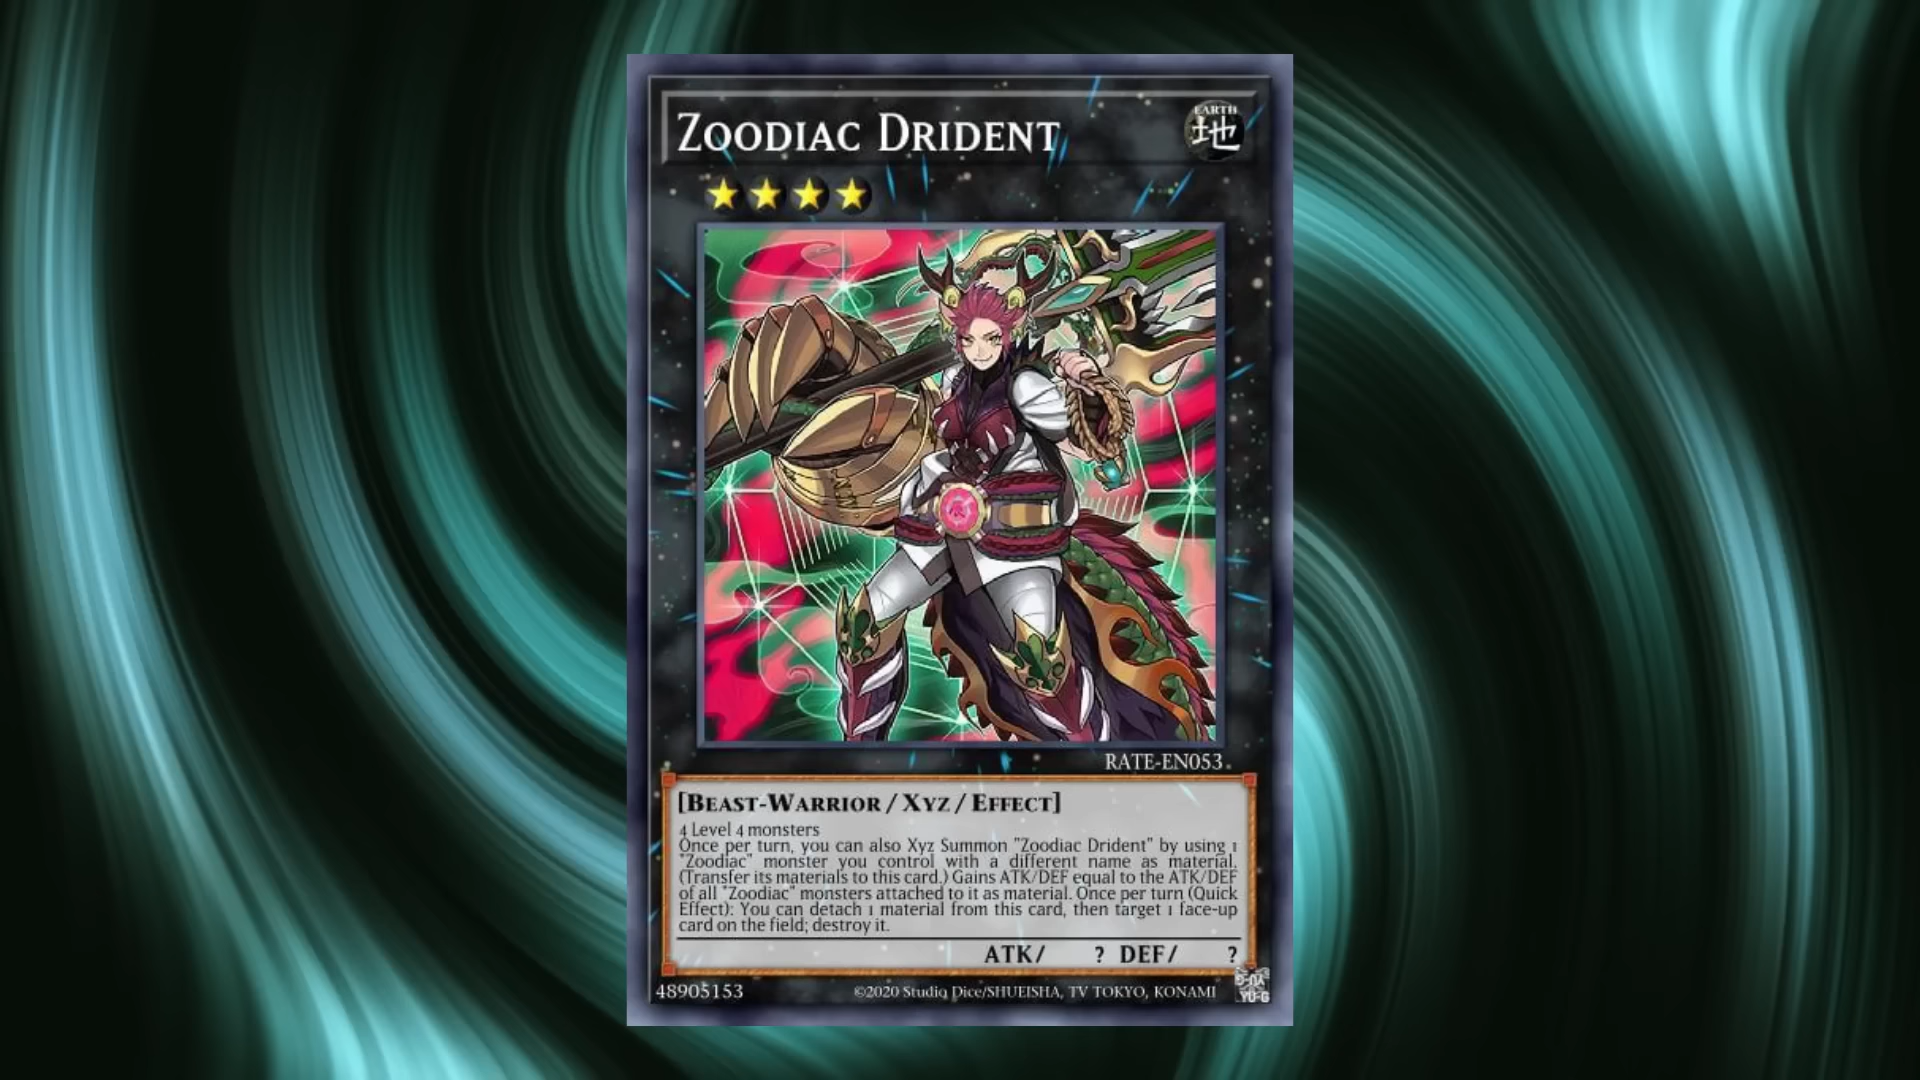 ZOODIAC DRIDENT
EARTH
地
RATE-EN053
[BEAST-WARRIOR / XYZ / EFFECT]
4 Level 4 monsters
Once per turn, you can also Xyz Summon "Zoodiac Drident" by using 1
"Zoodiac" monster you control with a different name as material.
(Transfer its materials to this card.) Gains ATK/DEF equal to the ATK/DEF
of all "Zoodiac" monsters attached to it as material. Once per turn (Quick
Effect): You can detach 1 material from this card, then target 1 face-up
card on the field; destroy it.
ATK/ ? DEF/ ?
48905153
©2020 Studio Dice/SHUEISHA, TV TOKYO, KONAMI